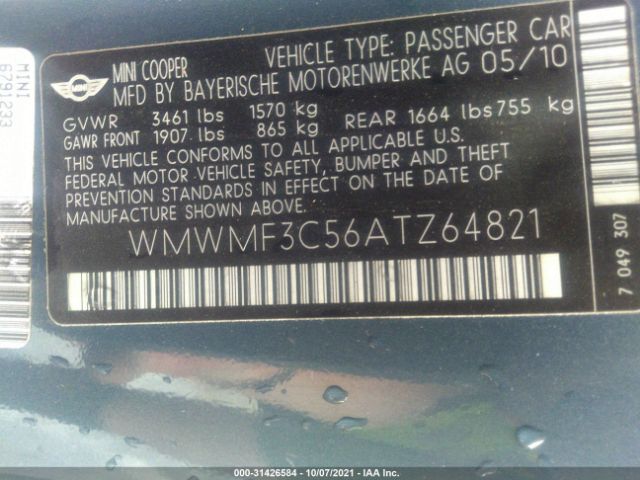 MINI
MINI COOPER
VEHICLE TYPE: PASSENGER CAR
MFD BY BAYERISCHE MOTORENWERKE AG 05/10
GVWR 3461 lbs 1570 kg
GAWR FRONT 1907 lbs 865 kg REAR 1664 lbs 755 kg
THIS VEHICLE CONFORMS TO ALL APPLICABLE U.S.
FEDERAL MOTOR VEHICLE SAFETY, BUMPER AND THEFT
PREVENTION STANDARDS IN EFFECT ON THE DATE OF
MANUFACTURE SHOWN ABOVE.
WMWMF3C56ATZ64821
7 049 307
MINI
6791233
000-31426584 - 10/07/2021 - IAA Inc.